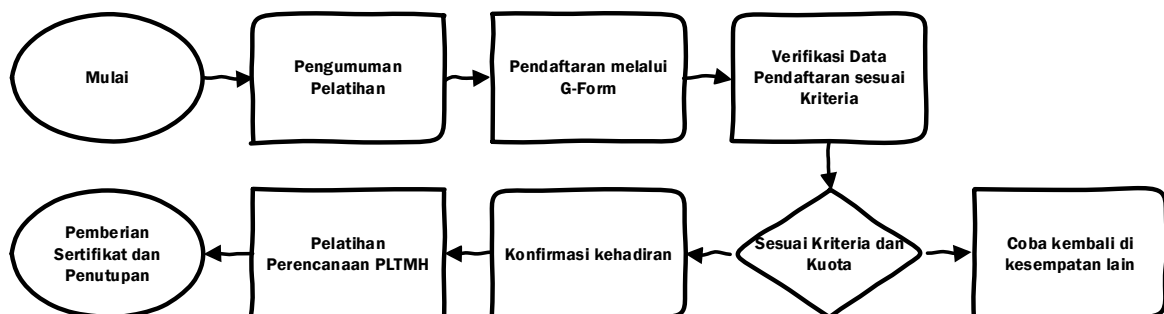 Mulai
Pengumuman
Pelatihan
Pendaftaran melalui
G-Form
Verifikasi Data
Pendaftaran sesuai
Kriteria
Sesuai Kriteria dan
Kuota
Coba kembali di
kesempatan lain
Konfirmasi kehadiran
Pelatihan
Perencanaan PLTMH
Pemberian
Sertifikat dan
Penutupan